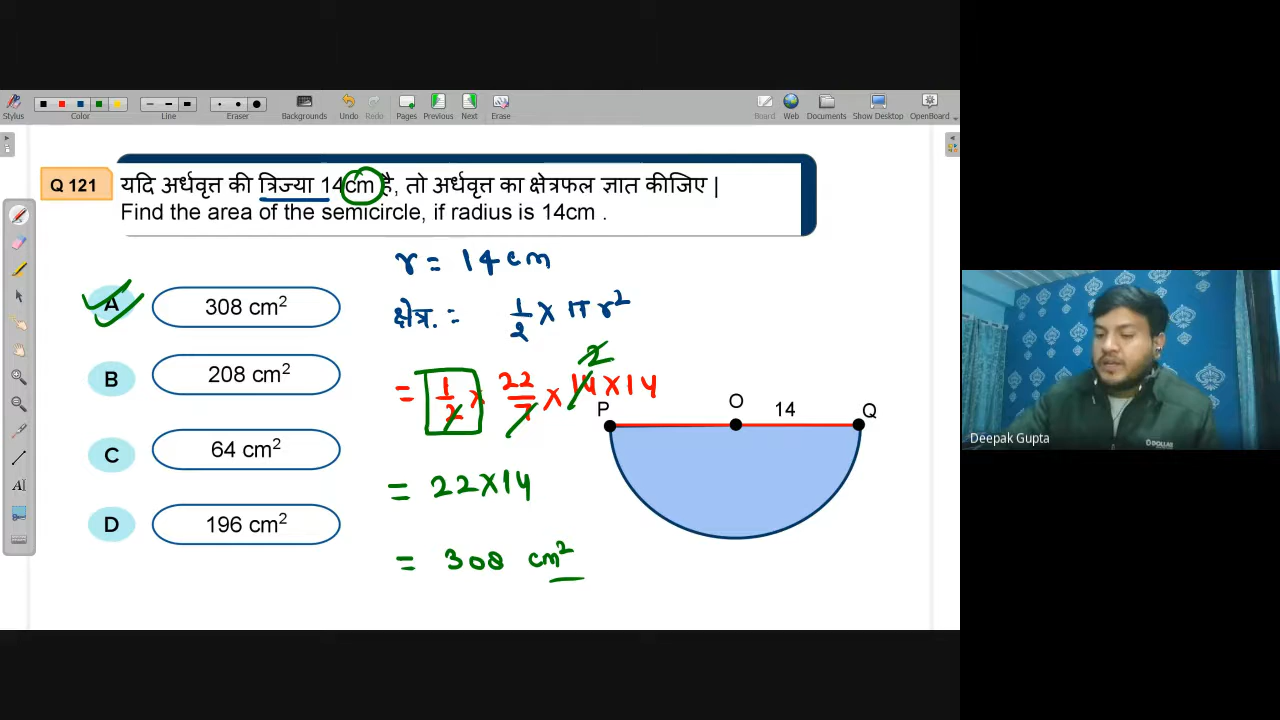 Stylus
Color
Line
Eraser
Backgrounds
Undo
Redo
Pages
Previous
Next
Erase
Board
Web
Documents
Show Desktop
OpenBoard
Q 121
यदि अर्धवृत्त की त्रिज्या 14cm है, तो अर्धवृत्त का क्षेत्रफल ज्ञात कीजिए |
Find the area of the semicircle, if radius is 14cm .
r = 14 cm
क्षेत्र. = 1/2 × π r²
= 1/2 × 22/7 × 14 × 14
2
= 22 × 14
= 308 cm²
A 308 cm²
B 208 cm²
C 64 cm²
D 196 cm²
P
O
14
Q
Deepak Gupta
DOLLAR